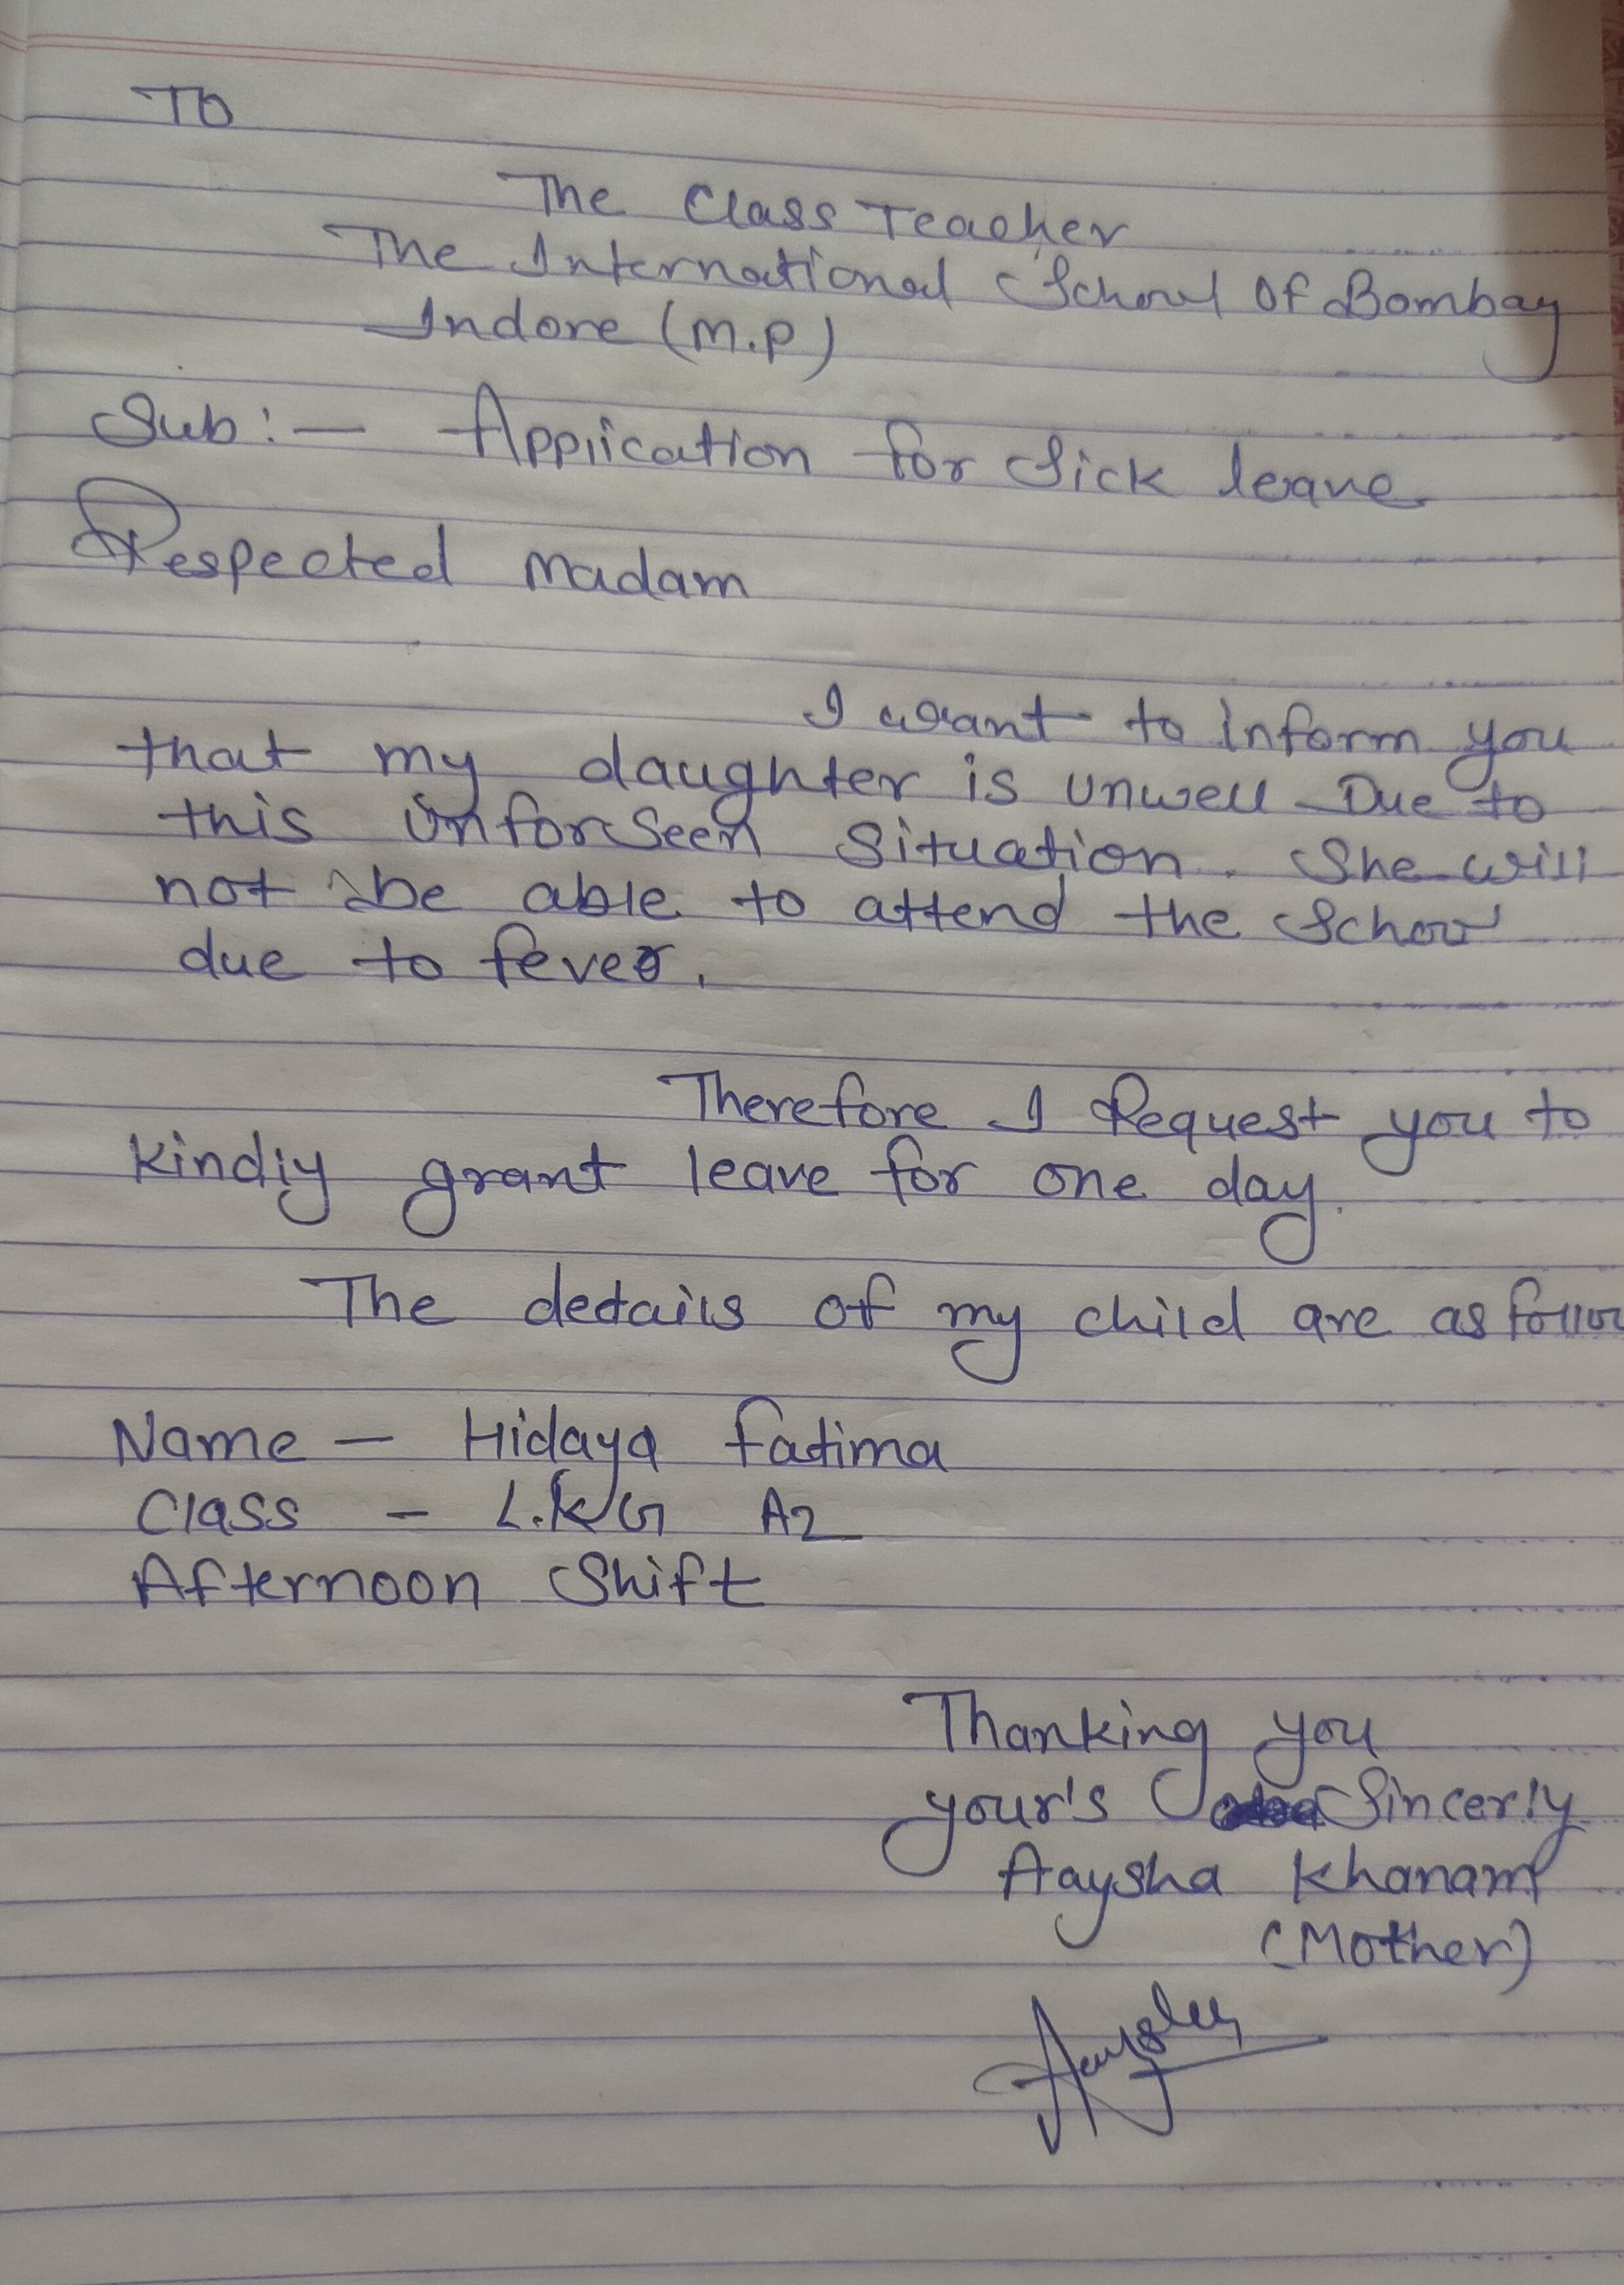 To
The Class Teacher
The International School Of Bombay
Indore (M.P)
Sub:- Application for Sick leave
Respected Madam
I want to inform you
that my daughter is unwell Due to
this unforseen situation. She will
not be able to attend the School
due to fever.
Therefore I Request you to
Kindly grant leave for one day.
The details of my child are as follow
Name - Hidaya Fatima
Class - L.KG A2
Afternoon Shift
Thanking you
your's Sincerly
Aaysha Khanam
(Mother)
Aaysha